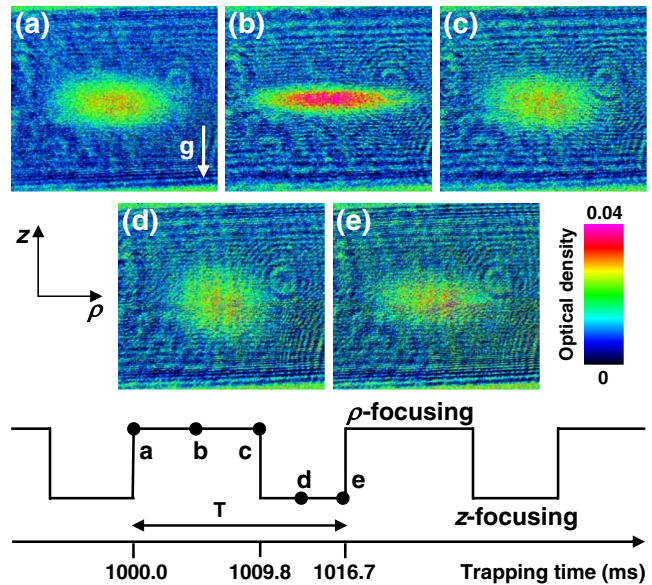 (a)
(b)
(c)
g
(d)
(e)
z
ρ
0.04
Optical density
0
ρ-focusing
a
b
c
d
e
T
z-focusing
1000.0
1009.8
1016.7
Trapping time (ms)